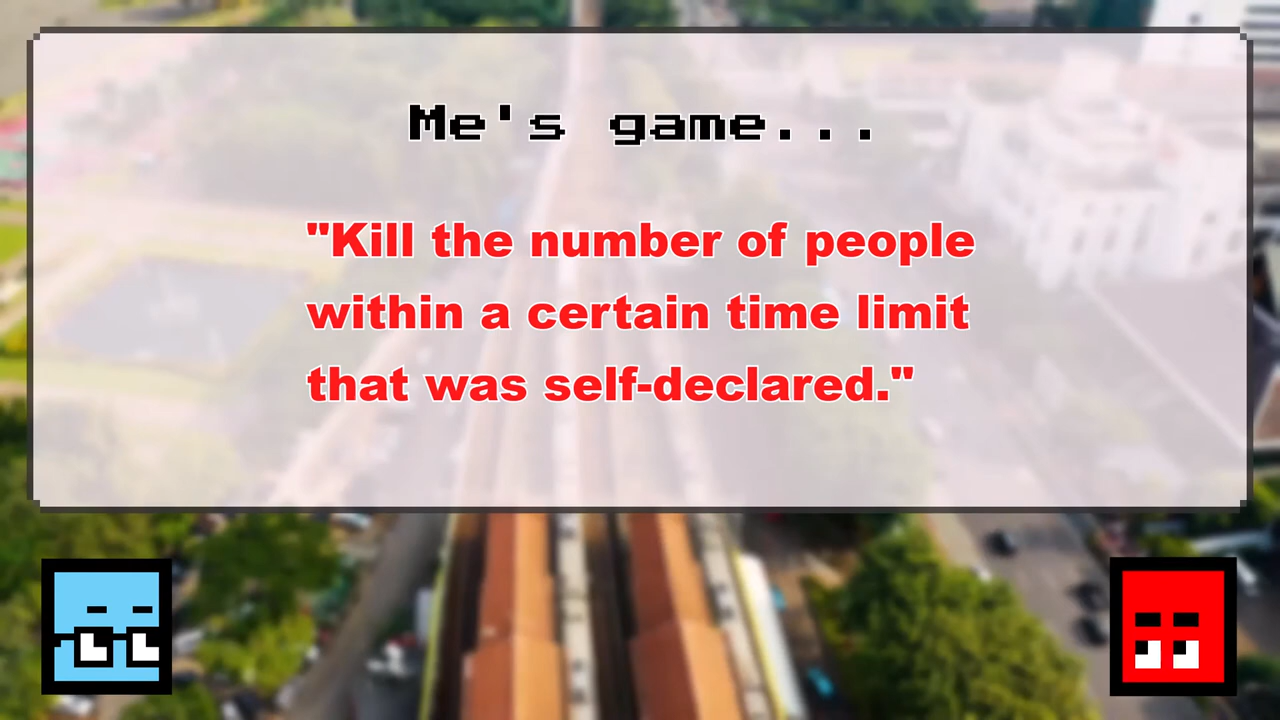 Me's game...
"Kill the number of people
within a certain time limit
that was self-declared."